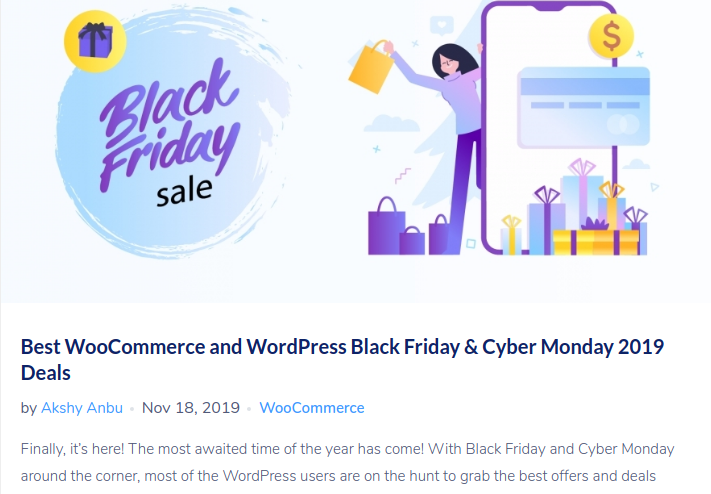 Black
Friday
sale
$
Best WooCommerce and WordPress Black Friday & Cyber Monday 2019
Deals
by Akshy Anbu • Nov 18, 2019 • WooCommerce
Finally, it's here! The most awaited time of the year has come! With Black Friday and Cyber Monday
around the corner, most of the WordPress users are on the hunt to grab the best offers and deals